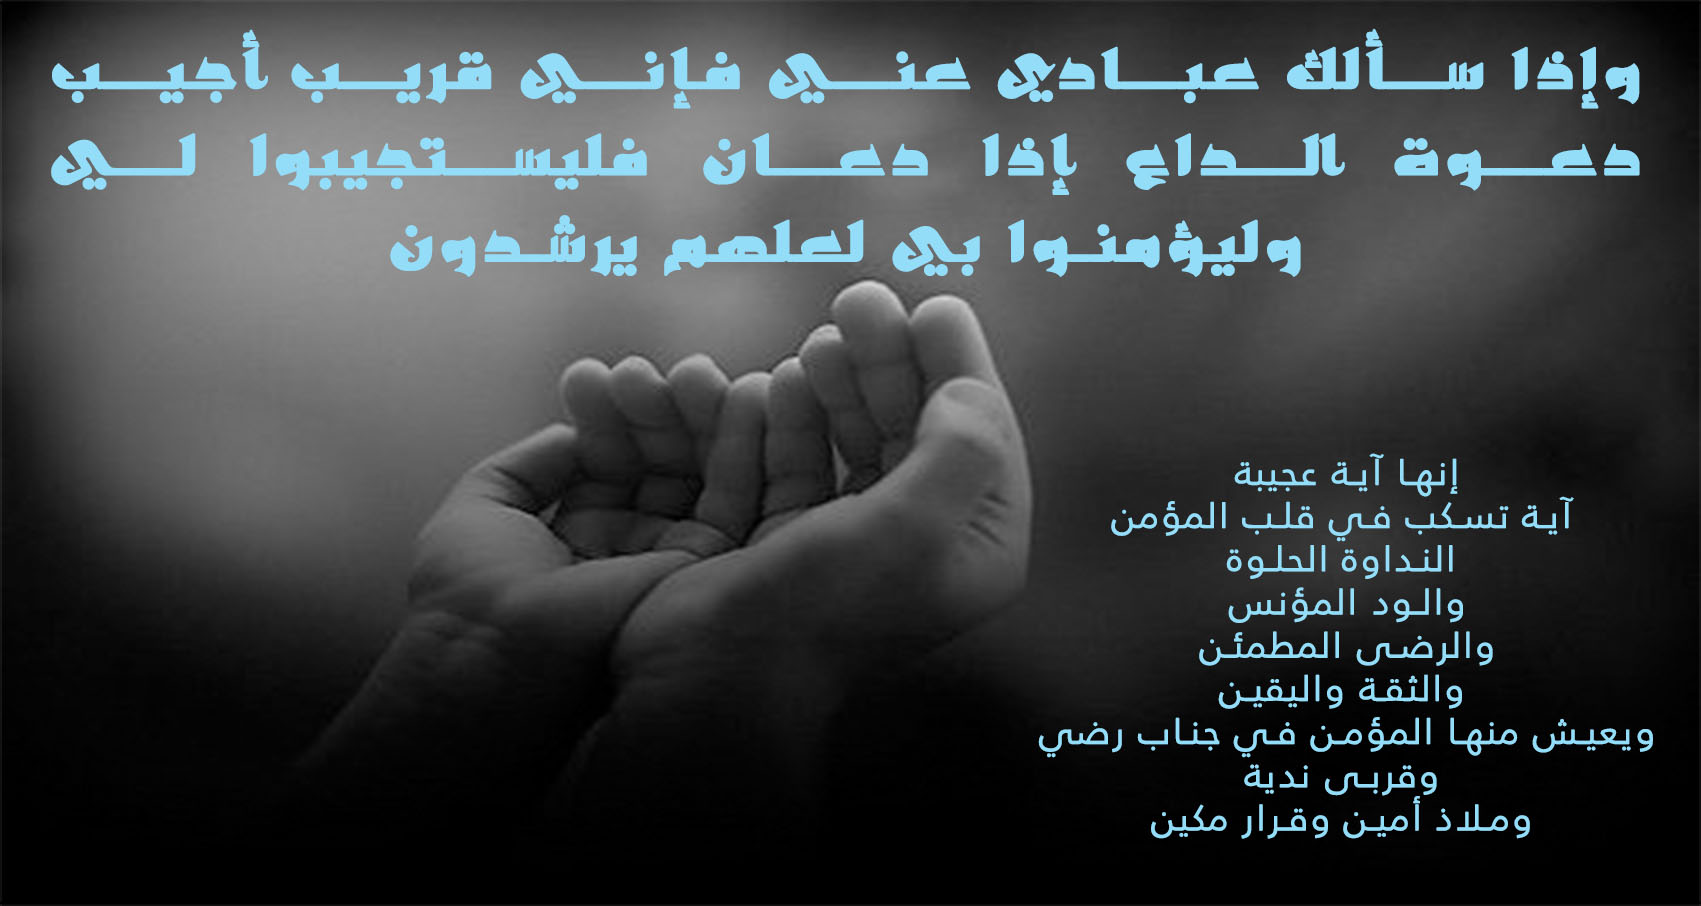 وإذا سألك عبادي عني فإني قريب أجيب
دعوة الداع إذا دعان فليستجيبوا لي
وليؤمنوا بي لعلهم يرشدون
إنها آية عجيبة
آية تسكب في قلب المؤمن
النداوة الحلوة
والود المؤنس
والرضى المطمئن
والثقة واليقين
ويعيش منها المؤمن في جناب رضي
وقربى ندية
وملاذ أمين وقرار مكين